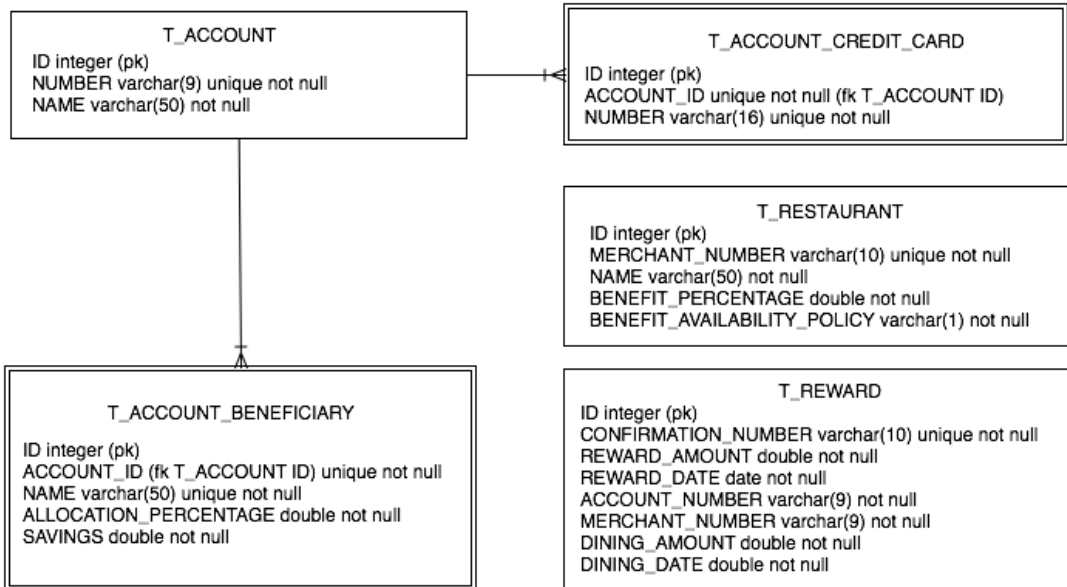 T_ACCOUNT
ID integer (pk)
NUMBER varchar(9) unique not null
NAME varchar(50) not null
T_ACCOUNT_CREDIT_CARD
ID integer (pk)
ACCOUNT_ID unique not null (fk T_ACCOUNT ID)
NUMBER varchar(16) unique not null
T_RESTAURANT
ID integer (pk)
MERCHANT_NUMBER varchar(10) unique not null
NAME varchar(50) not null
BENEFIT_PERCENTAGE double not null
BENEFIT_AVAILABILITY_POLICY varchar(1) not null
T_ACCOUNT_BENEFICIARY
ID integer (pk)
ACCOUNT_ID (fk T_ACCOUNT ID) unique not null
NAME varchar(50) unique not null
ALLOCATION_PERCENTAGE double not null
SAVINGS double not null
T_REWARD
ID integer (pk)
CONFIRMATION_NUMBER varchar(10) unique not null
REWARD_AMOUNT double not null
REWARD_DATE date not null
ACCOUNT_NUMBER varchar(9) not null
MERCHANT_NUMBER varchar(9) not null
DINING_AMOUNT double not null
DINING_DATE double not null